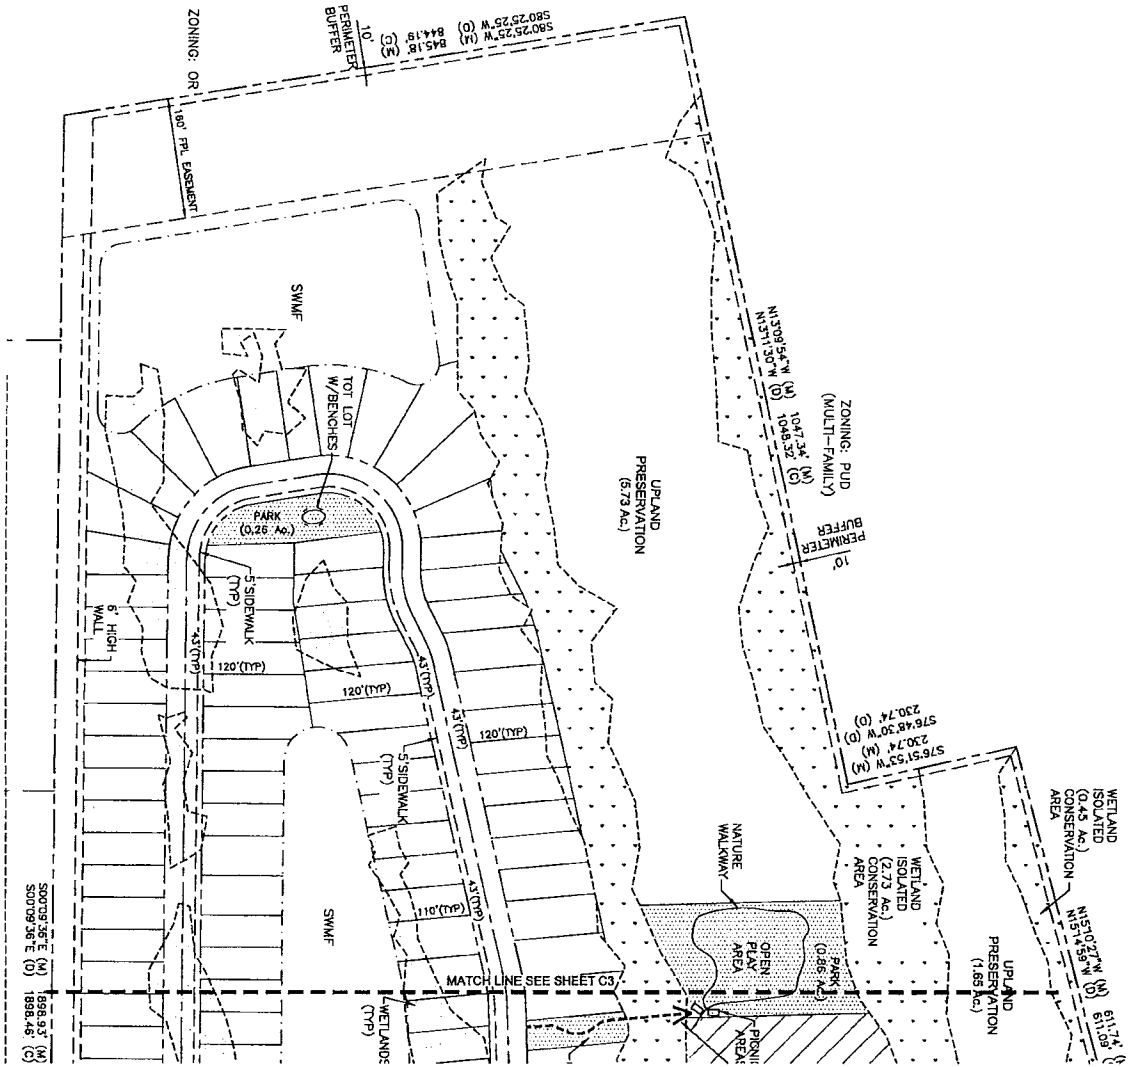 S80°25'25"W (M) 845.18' (M)
S80°25'25"W (D) 844.19' (C)
10'
PERIMETER
BUFFER
ZONING: OR
160' FPL EASEMENT
SWMF
TOT LOT
W/BENCHES
PARK
(0.26 Ac.)
UPLAND
PRESERVATION
(5.73 Ac.)
N13°09'54"W (M) 1047.34' (M)
N13°11'30"W (D) 1048.32' (C)
ZONING: PUD
(MULTI-FAMILY)
10'
PERIMETER
BUFFER
5'SIDEWALK
(TYP)
6' HIGH
WALL
43'(TYP)
120'(TYP)
120'(TYP)
43'(TYP)
43'(TYP)
120'(TYP)
5'SIDEWALK
(TYP)
S76°51'53"W (M)
230.74' (M)
S76°48'30"W (D)
230.74' (D)
WETLAND
ISOLATED
CONSERVATION
(0.45 Ac.)
AREA
NATURE
WALKWAY
WETLAND
ISOLATED
CONSERVATION
(2.73 Ac.)
AREA
43'(TYP)
110'(TYP)
SWMF
OPEN
PLAY
AREA
PARK
(0.86 Ac.)
UPLAND
PRESERVATION
(1.65 Ac.)
N15°10'27"W (M) 611.74'
N15°14'59"W (D) 611.09'
MATCH LINE SEE SHEET C3
S00°09'36"E (M) 1898.93' (M)
S00°09'36"E (D) 1898.46' (C)
WETLANDS
(TYP)
PICNIC
AREAS